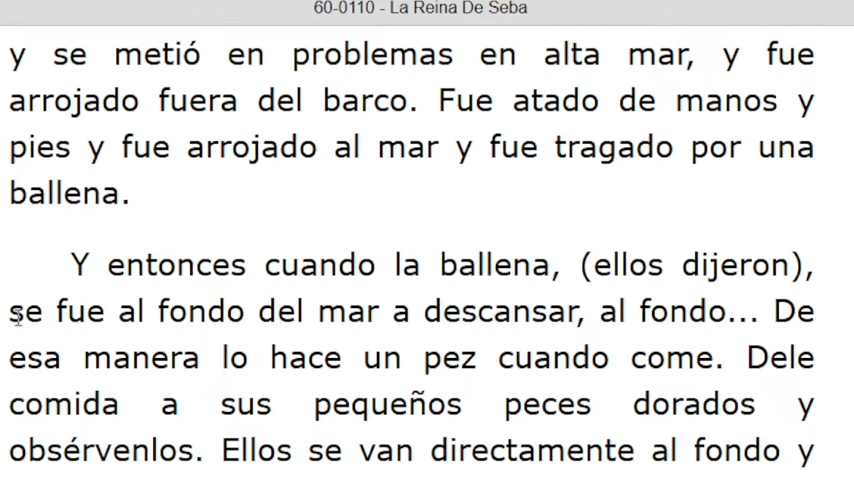 60-0110 - La Reina De Seba
y se metió en problemas en alta mar, y fue
arrojado fuera del barco. Fue atado de manos y
pies y fue arrojado al mar y fue tragado por una
ballena.
Y entonces cuando la ballena, (ellos dijeron),
se fue al fondo del mar a descansar, al fondo... De
esa manera lo hace un pez cuando come. Dele
comida a sus pequeños peces dorados y
obsérvenlos. Ellos se van directamente al fondo y